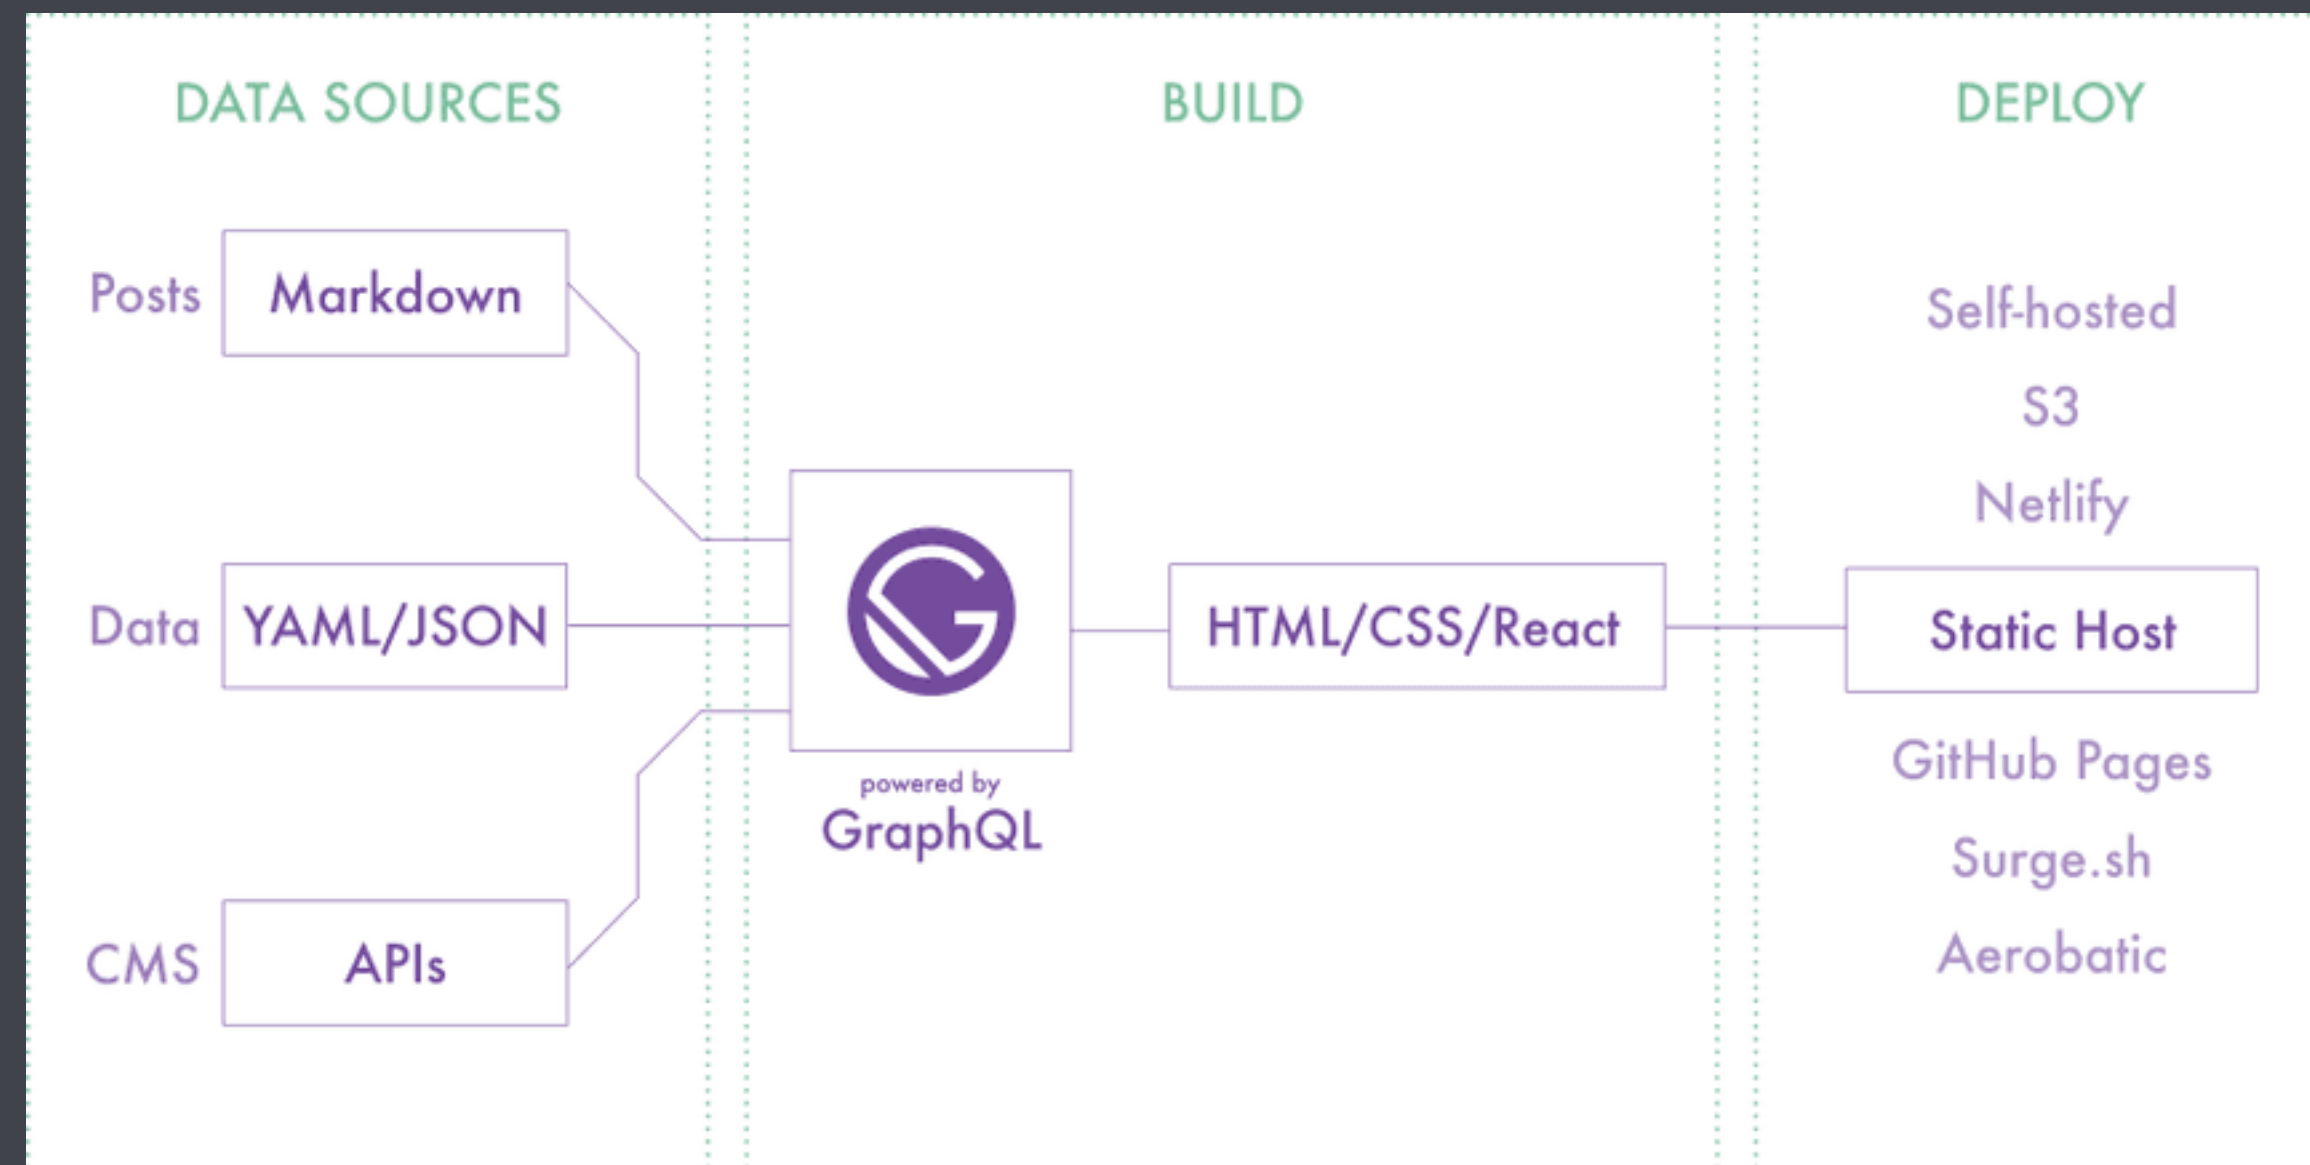 DATA SOURCES
Posts Markdown
Data YAML/JSON
CMS APIs
BUILD
powered by
GraphQL
HTML/CSS/React
DEPLOY
Self-hosted
S3
Netlify
Static Host
GitHub Pages
Surge.sh
Aerobatic